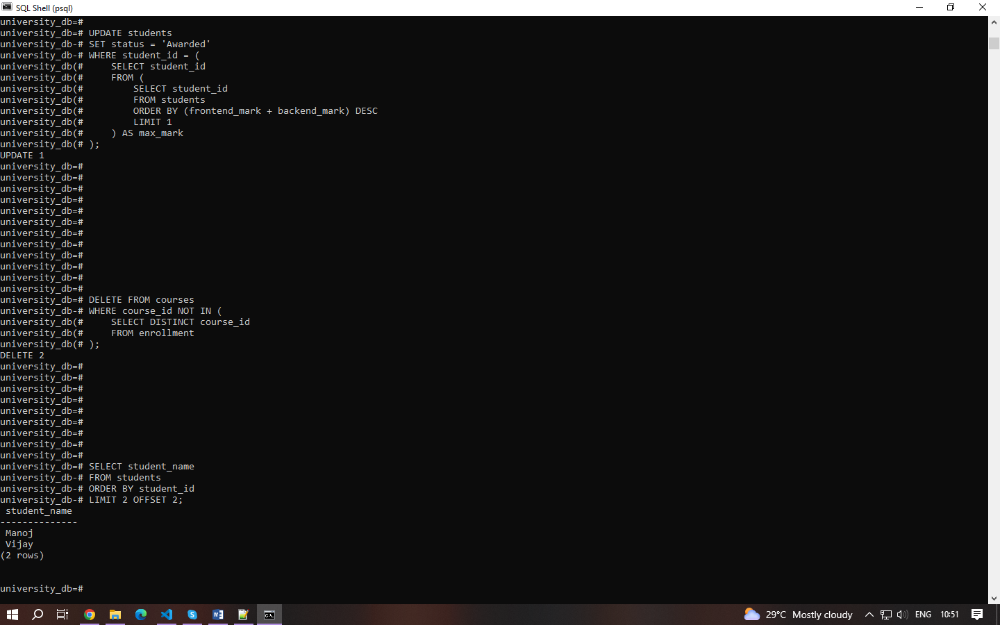 SQL Shell (psql)
university_db=#
university_db=# UPDATE students
university_db-# SET status = 'Awarded'
university_db-# WHERE student_id = (
university_db(#     SELECT student_id
university_db(#     FROM (
university_db(#         SELECT student_id
university_db(#         FROM students
university_db(#         ORDER BY (frontend_mark + backend_mark) DESC
university_db(#         LIMIT 1
university_db(#     ) AS max_mark
university_db(# );
UPDATE 1
university_db=#
university_db=#
university_db=#
university_db=#
university_db=#
university_db=#
university_db=#
university_db=#
university_db=#
university_db=#
university_db=#
university_db=#
university_db=# DELETE FROM courses
university_db-# WHERE course_id NOT IN (
university_db(#     SELECT DISTINCT course_id
university_db(#     FROM enrollment
university_db(# );
DELETE 2
university_db=#
university_db=#
university_db=#
university_db=#
university_db=#
university_db=#
university_db=#
university_db=#
university_db=#
university_db=# SELECT student_name
university_db-# FROM students
university_db-# ORDER BY student_id
university_db-# LIMIT 2 OFFSET 2;
 student_name
--------------
 Manoj
 Vijay
(2 rows)
university_db=#
29°C Mostly cloudy ENG 10:51